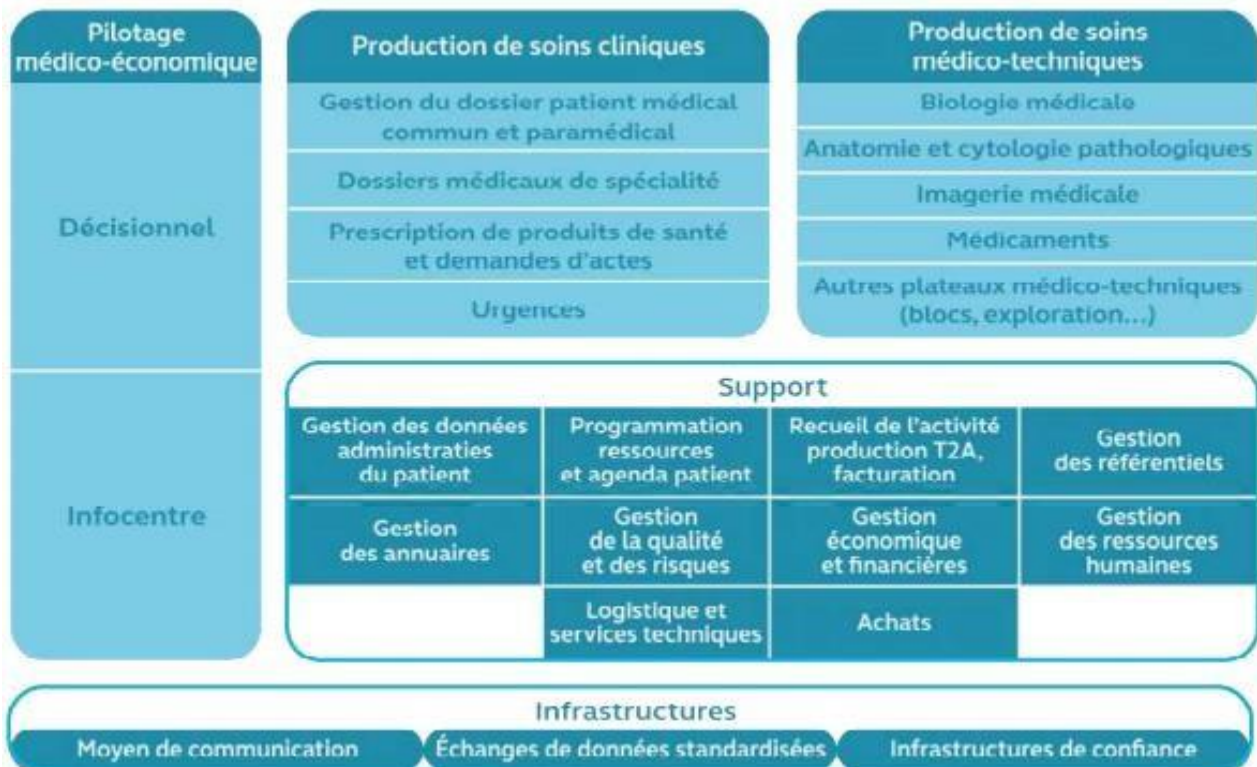 Pilotage
médico-économique
Décisionnel
Infocentre
Production de soins cliniques
Gestion du dossier patient médical
commun et paramédical
Dossiers médicaux de spécialité
Prescription de produits de santé
et demandes d'actes
Urgences
Production de soins
médico-techniques
Biologie médicale
Anatomie et cytologie pathologiques
Imagerie médicale
Médicaments
Autres plateaux médico-techniques
(blocs, exploration...)
Support
Gestion des données
administraties
du patient
Programmation
ressources
et agenda patient
Recueil de l'activité
production T2A,
facturation
Gestion
des référentiels
Gestion
des annuaires
Gestion
de la qualité
et des risques
Gestion
économique
et financières
Gestion
des ressources
humaines
Logistique et
services techniques
Achats
Infrastructures
Moyen de communication
Échanges de données standardisées
Infrastructures de confiance